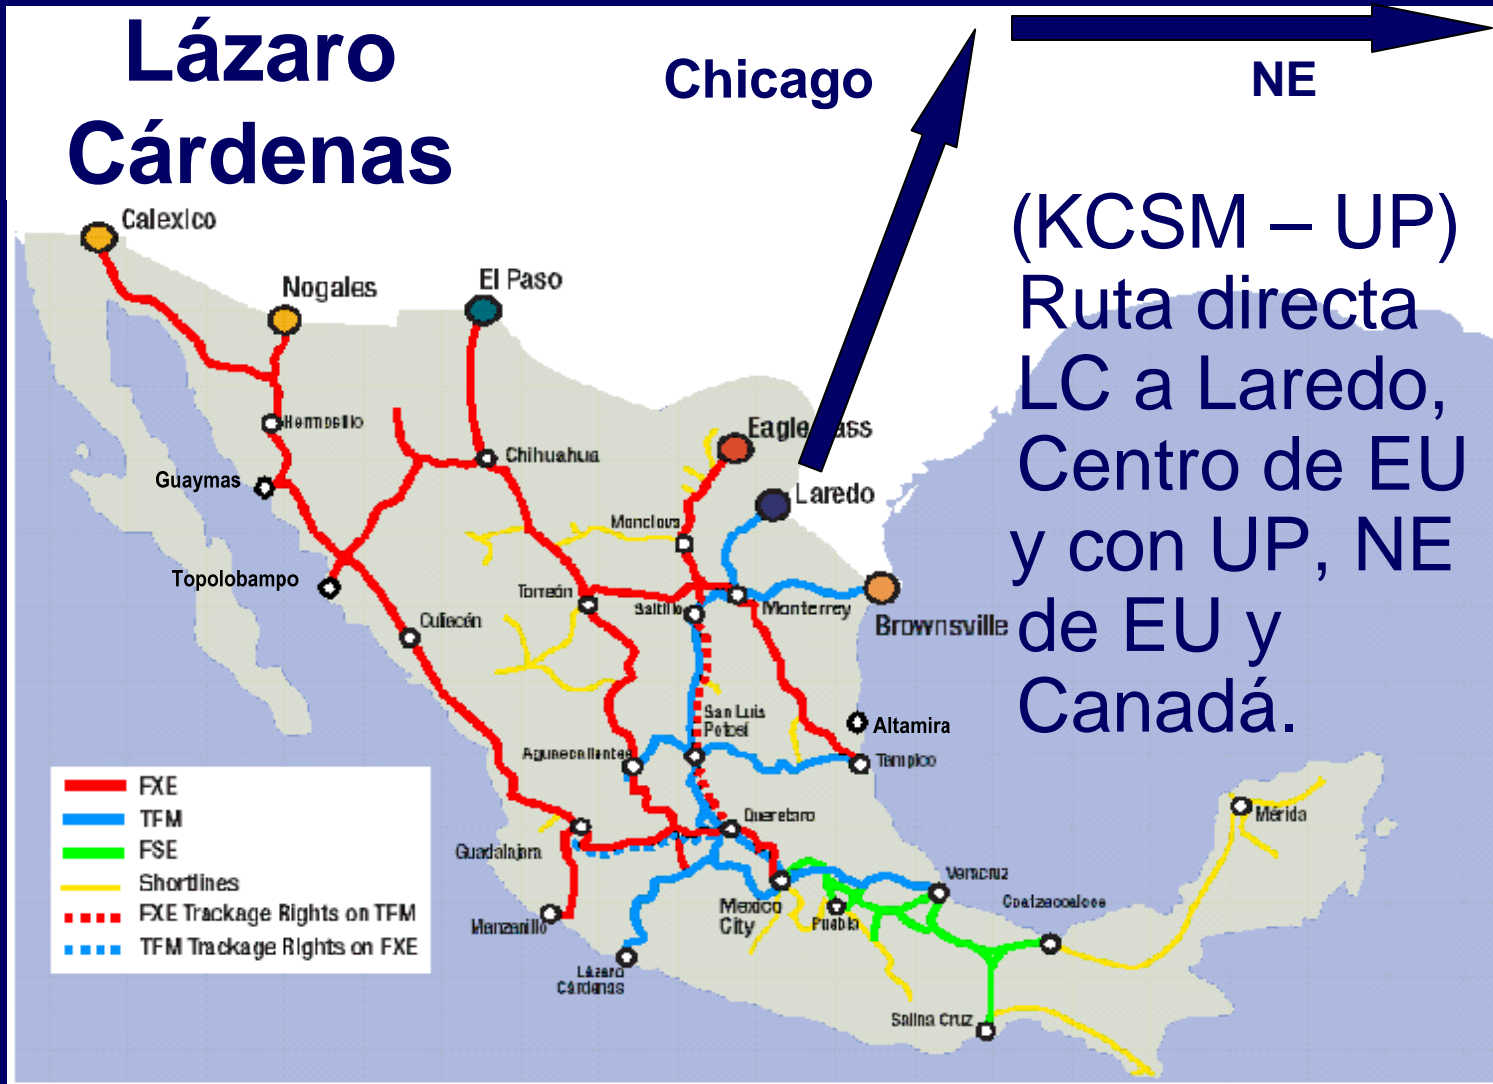 Lázaro
Cárdenas
Chicago
NE
(KCSM – UP)
Ruta directa
LC a Laredo,
Centro de EU
y con UP, NE
de EU y
Canadá.
Calexico
Nogales
El Paso
Hermosillo
Guaymas
Chihuahua
Eagle Pass
Laredo
Monclova
Topolobampo
Torreón
Saltillo
Monterrey
Brownsville
Culiacán
San Luis
Potosí
Altamira
Aguascalientes
Tampico
FXE
TFM
FSE
Shortlines
FXE Trackage Rights on TFM
TFM Trackage Rights on FXE
Queretaro
Guadalajara
Mérida
Veracruz
Coatzacoalcos
Mexico
City
Puebla
Manzanillo
Lázaro
Cárdenas
Salina Cruz